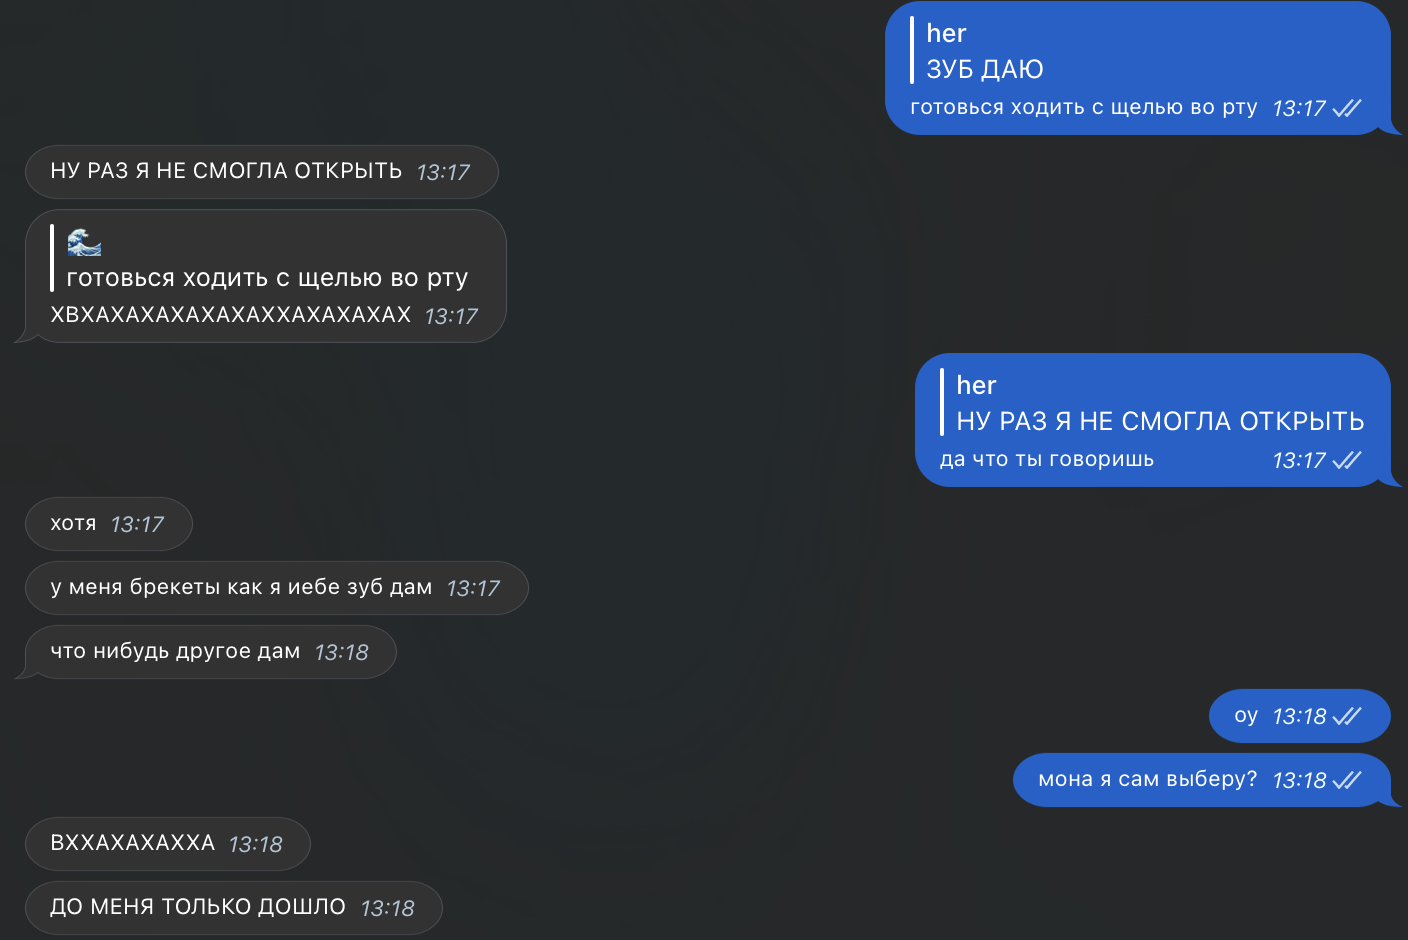 her
ЗУБ ДАЮ
готовься ходить с щелью во рту 13:17
НУ РАЗ Я НЕ СМОГЛА ОТКРЫТЬ 13:17
🌊
готовься ходить с щелью во рту
ХВХАХАХАХАХАХАХХАХАХАХАХ 13:17
her
НУ РАЗ Я НЕ СМОГЛА ОТКРЫТЬ
да что ты говоришь 13:17
хотя 13:17
у меня брекеты как я иебе зуб дам 13:17
что нибудь другое дам 13:18
оу 13:18
мона я сам выберу? 13:18
ВХХАХАХАХХА 13:18
ДО МЕНЯ ТОЛЬКО ДОШЛО 13:18